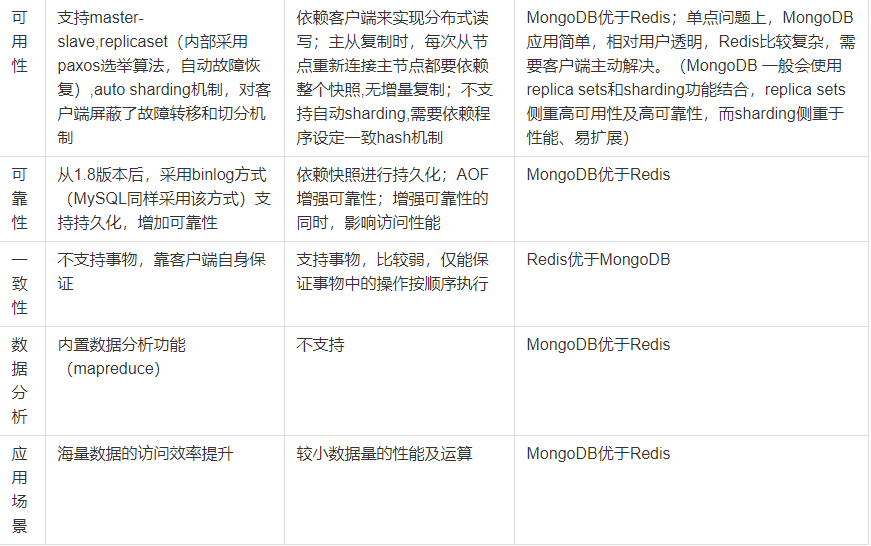 可用性
支持master-
slave,replicaset（内部采用
paxos选举算法，自动故障恢
复）,auto sharding机制，对客
户端屏蔽了故障转移和切分机
制
依赖客户端来实现分布式读
写；主从复制时，每次从节
点重新连接主节点都要依赖
整个快照,无增量复制；不支
持自动sharding,需要依赖程
序设定一致hash机制
MongoDB优于Redis；单点问题上，MongoDB
应用简单，相对用户透明，Redis比较复杂，需
要客户端主动解决。（MongoDB 一般会使用
replica sets和sharding功能结合，replica sets
侧重高可用性及高可靠性，而sharding侧重于
性能、易扩展）
可靠性
从1.8版本后，采用binlog方式
（MySQL同样采用该方式）支
持持久化，增加可靠性
依赖快照进行持久化；AOF
增强可靠性；增强可靠性的
同时，影响访问性能
MongoDB优于Redis
一致性
不支持事物，靠客户端自身保
证
支持事物，比较弱，仅能保
证事物中的操作按顺序执行
Redis优于MongoDB
数据分析
内置数据分析功能
（mapreduce）
不支持
MongoDB优于Redis
应用场景
海量数据的访问效率提升
较小数据量的性能及运算
MongoDB优于Redis